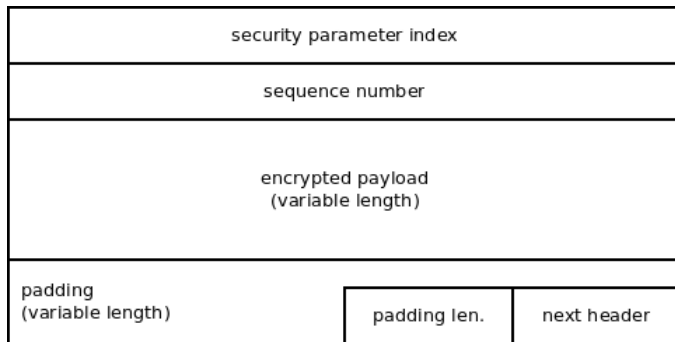 security parameter index
sequence number
encrypted payload
(variable length)
padding
(variable length)
padding len.
next header